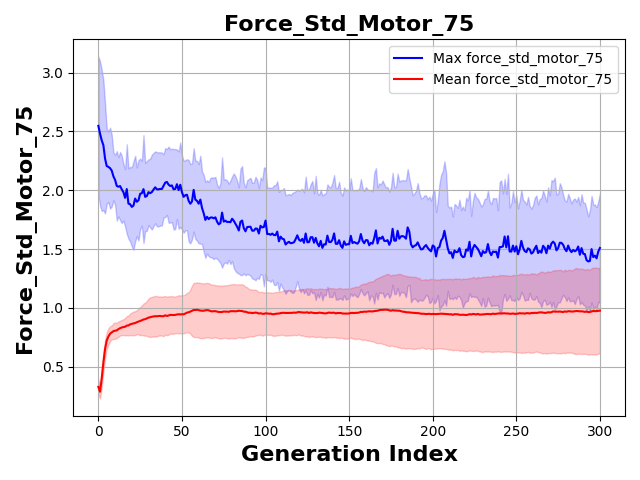 Force_Std_Motor_75
Max force_std_motor_75
Mean force_std_motor_75
Force_Std_Motor_75
3.0
2.5
2.0
1.5
1.0
0.5
0
50
100
150
200
250
300
Generation Index